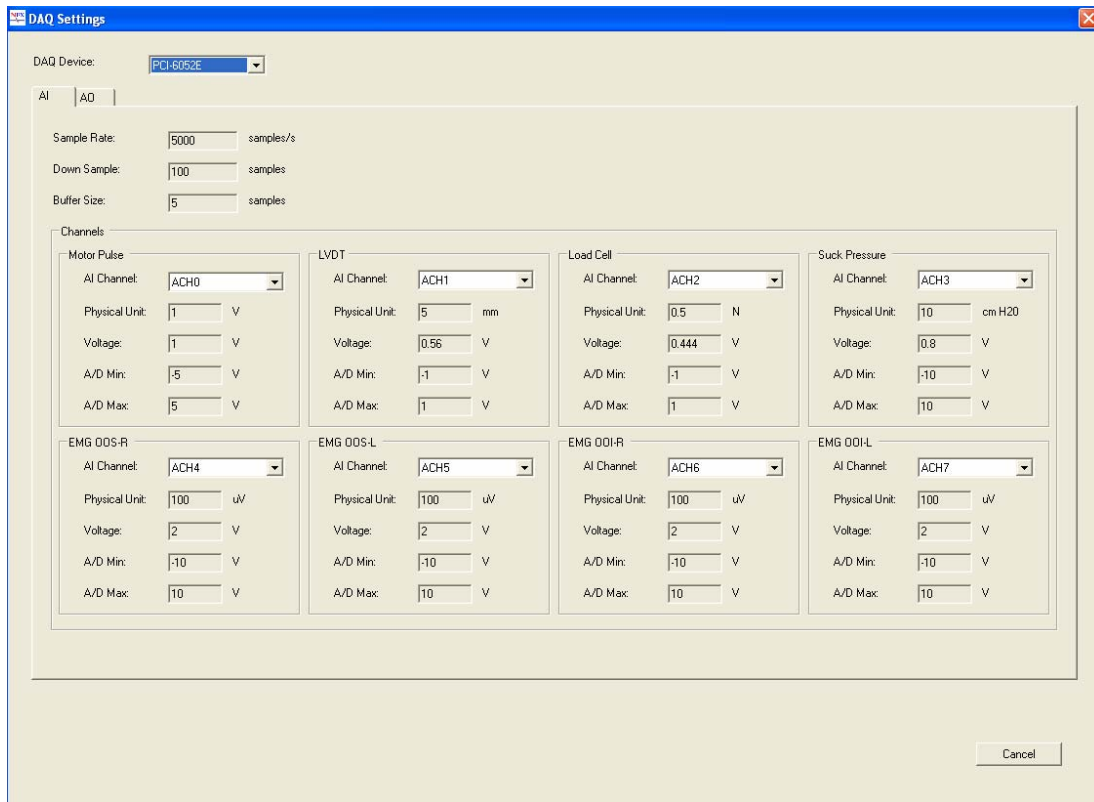 DAQ Settings
DAQ Device: PCI-6052E
AI AO
Sample Rate: 5000 samples/s
Down Sample: 100 samples
Buffer Size: 5 samples
Channels
Motor Pulse LVDT Load Cell Suck Pressure
AI Channel: ACH0 AI Channel: ACH1 AI Channel: ACH2 AI Channel: ACH3
Physical Unit: 1 V Physical Unit: 5 mm Physical Unit: 0.5 N Physical Unit: 10 cm H20
Voltage: 1 V Voltage: 0.56 V Voltage: 0.444 V Voltage: 0.8 V
A/D Min: -5 V A/D Min: -1 V A/D Min: -1 V A/D Min: -10 V
A/D Max: 5 V A/D Max: 1 V A/D Max: 1 V A/D Max: 10 V
EMG OOS-R EMG OOS-L EMG OOI-R EMG OOI-L
AI Channel: ACH4 AI Channel: ACH5 AI Channel: ACH6 AI Channel: ACH7
Physical Unit: 100 uV Physical Unit: 100 uV Physical Unit: 100 uV Physical Unit: 100 uV
Voltage: 2 V Voltage: 2 V Voltage: 2 V Voltage: 2 V
A/D Min: -10 V A/D Min: -10 V A/D Min: -10 V A/D Min: -10 V
A/D Max: 10 V A/D Max: 10 V A/D Max: 10 V A/D Max: 10 V
Cancel